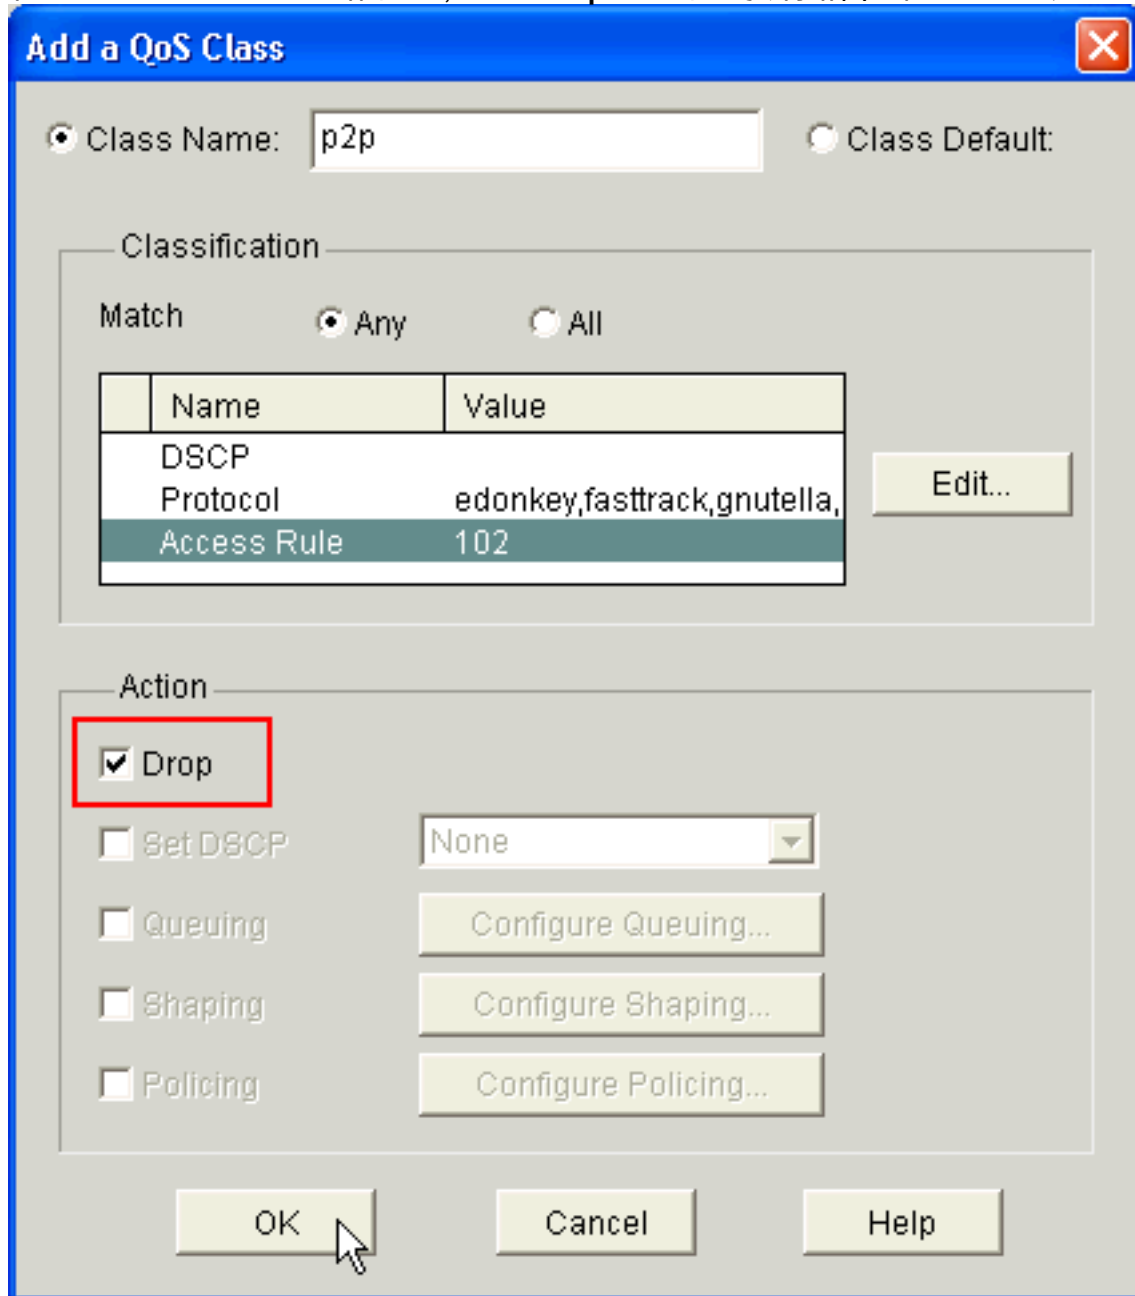 Add a QoS Class
Class Name: p2p Class Default:
Classification
Match Any All
Name Value
DSCP
Protocol edonkey,fasttrack,gnutella,
Access Rule 102
Edit...
Action
Drop
Set DSCP None
Queuing Configure Queuing...
Shaping Configure Shaping...
Policing Configure Policing...
OK Cancel Help